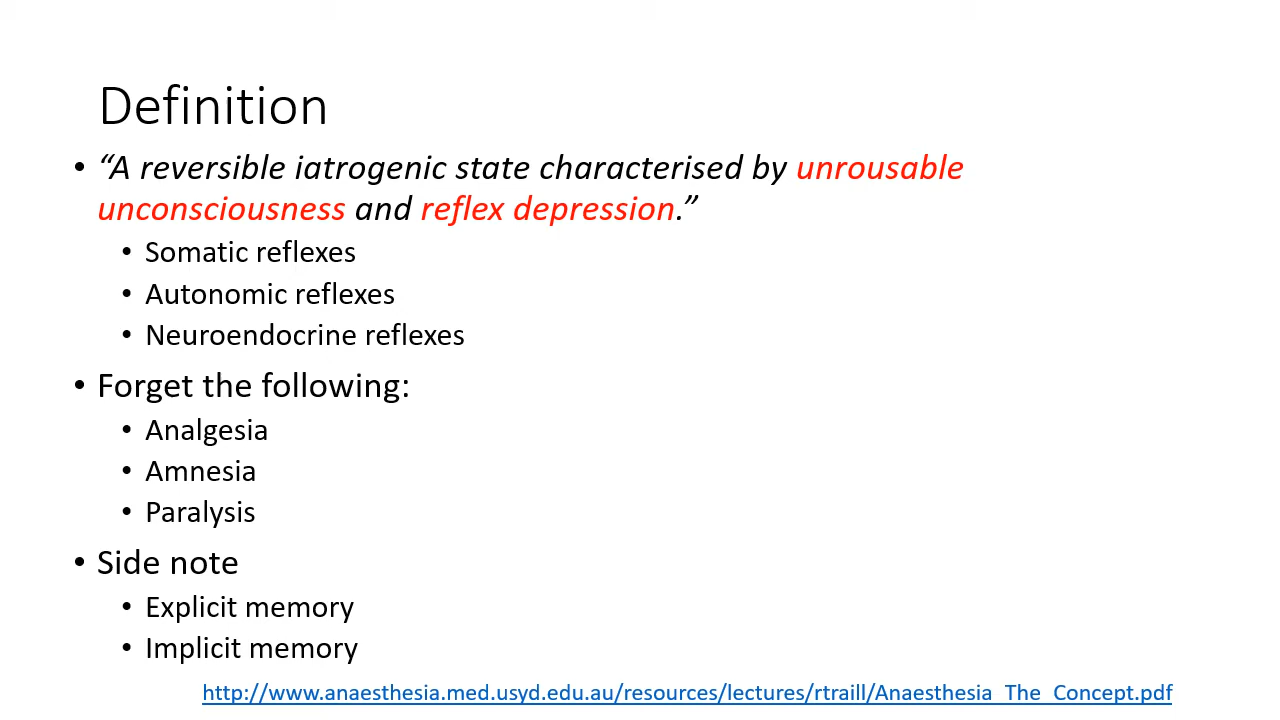 Definition
• “A reversible iatrogenic state characterised by unrousable
unconsciousness and reflex depression.”
• Somatic reflexes
• Autonomic reflexes
• Neuroendocrine reflexes
• Forget the following:
• Analgesia
• Amnesia
• Paralysis
• Side note
• Explicit memory
• Implicit memory
http://www.anaesthesia.med.usyd.edu.au/resources/lectures/rtraill/Anaesthesia_The_Concept.pdf